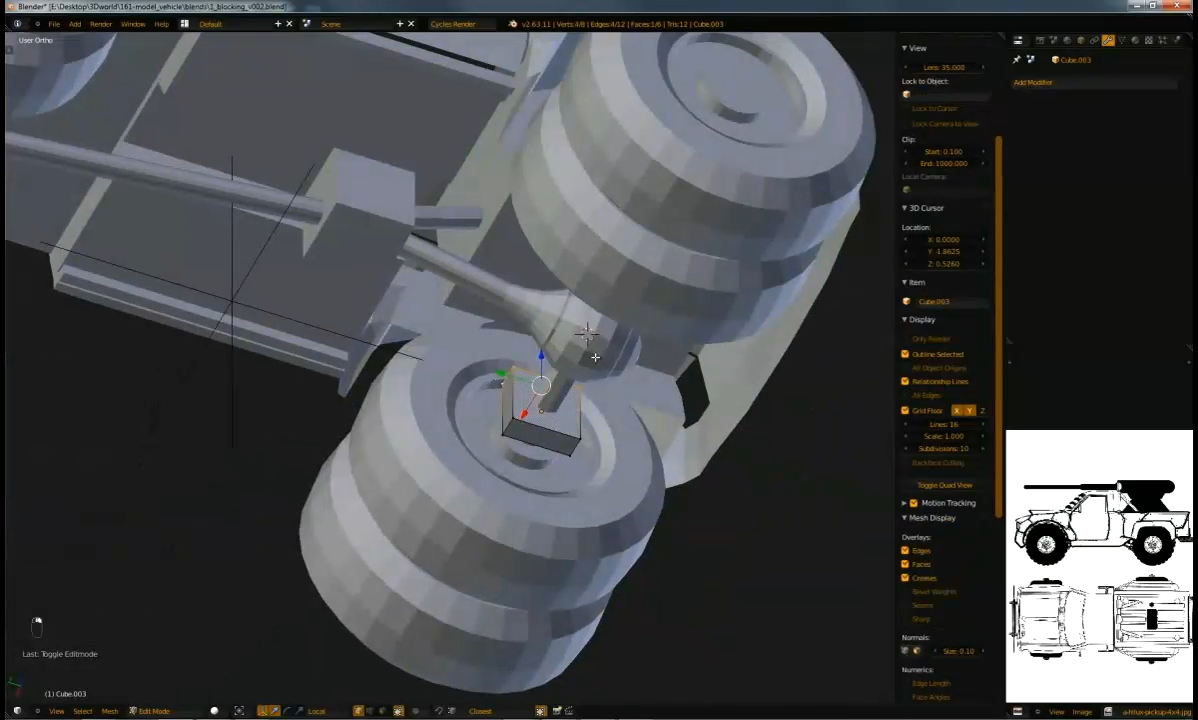 Blender* [E:\Desktop\3Dworld\161-model_vehicle\blends\1_blocking_v002.blend]
File Add Render Window Help Default Scene Cycles Render v2.63.11 | Verts:4/8 | Edges:4/12 | Faces:1/6 | Tris:12 | Cube.003
User Ortho
View
Lens: 35.000
Lock to Object:
Lock to Cursor
Lock Camera to View
Clip:
Start: 0.100
End: 1000.000
Local Camera:
3D Cursor
Location:
X: 0.0000
Y: -1.8625
Z: 0.5260
Item
Cube.003
Display
Only Render
Outline Selected
All Object Origins
Relationship Lines
All Edges
Grid Floor X Y Z
Lines: 16
Scale: 1.000
Subdivisions: 10
Backface Culling
Toggle Quad View
Motion Tracking
Mesh Display
Overlays:
Edges
Faces
Creases
Bevel Weights
Seams
Sharp
Normals:
Size: 0.10
Numerics:
Edge Length
Face Angles
Cube.003
Add Modifier
Last: Toggle Editmode
(1) Cube.003
View Select Mesh Edit Mode Local Closest
View Image